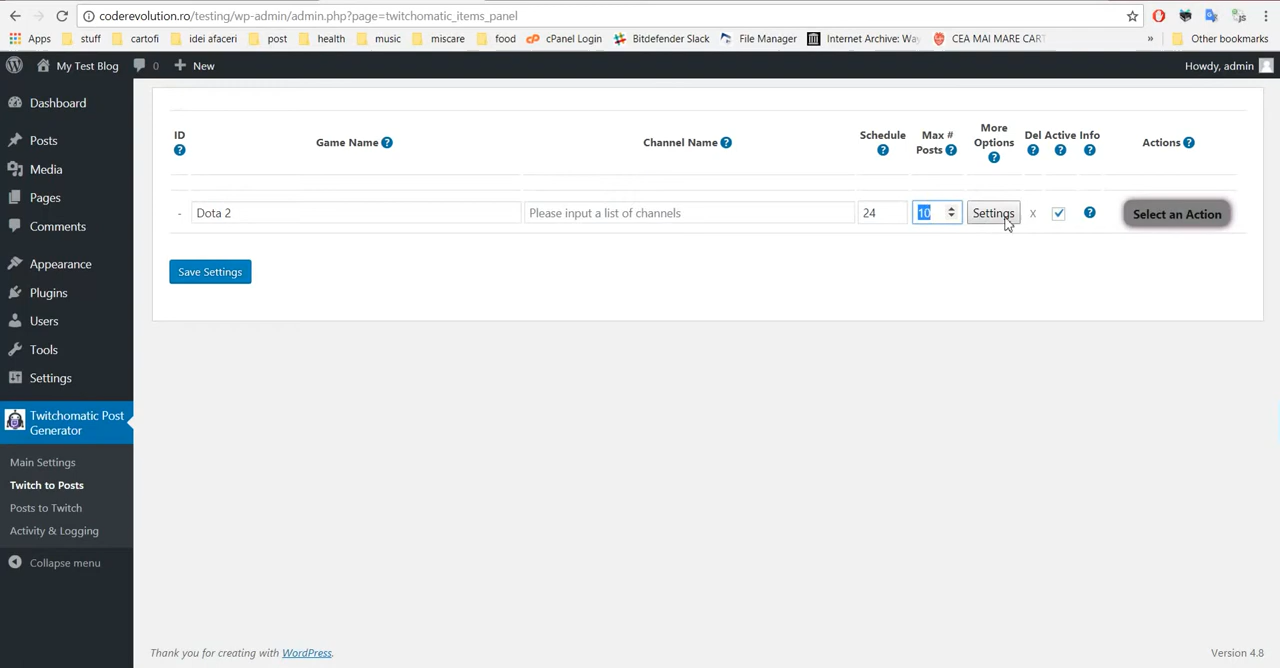 coderevolution.ro/testing/wp-admin/admin.php?page=twitchomatic_items_panel
Apps stuff cartofi idei afaceri post health music miscare food cPanel Login Bitdefender Slack File Manager Internet Archive: Way CEA MAI MARE CART » Other bookmarks
My Test Blog 0 + New Howdy, admin
Dashboard
Posts
Media
Pages
Comments
Appearance
Plugins
Users
Tools
Settings
Twitchomatic Post
Generator
Main Settings
Twitch to Posts
Posts to Twitch
Activity & Logging
Collapse menu
ID ? Game Name ? Channel Name ? Schedule ? Max # Posts ? More Options ? Del ? Active ? Info ? Actions ?
- Dota 2 Please input a list of channels 24 10 Settings X ? Select an Action
Save Settings
Thank you for creating with WordPress. Version 4.8